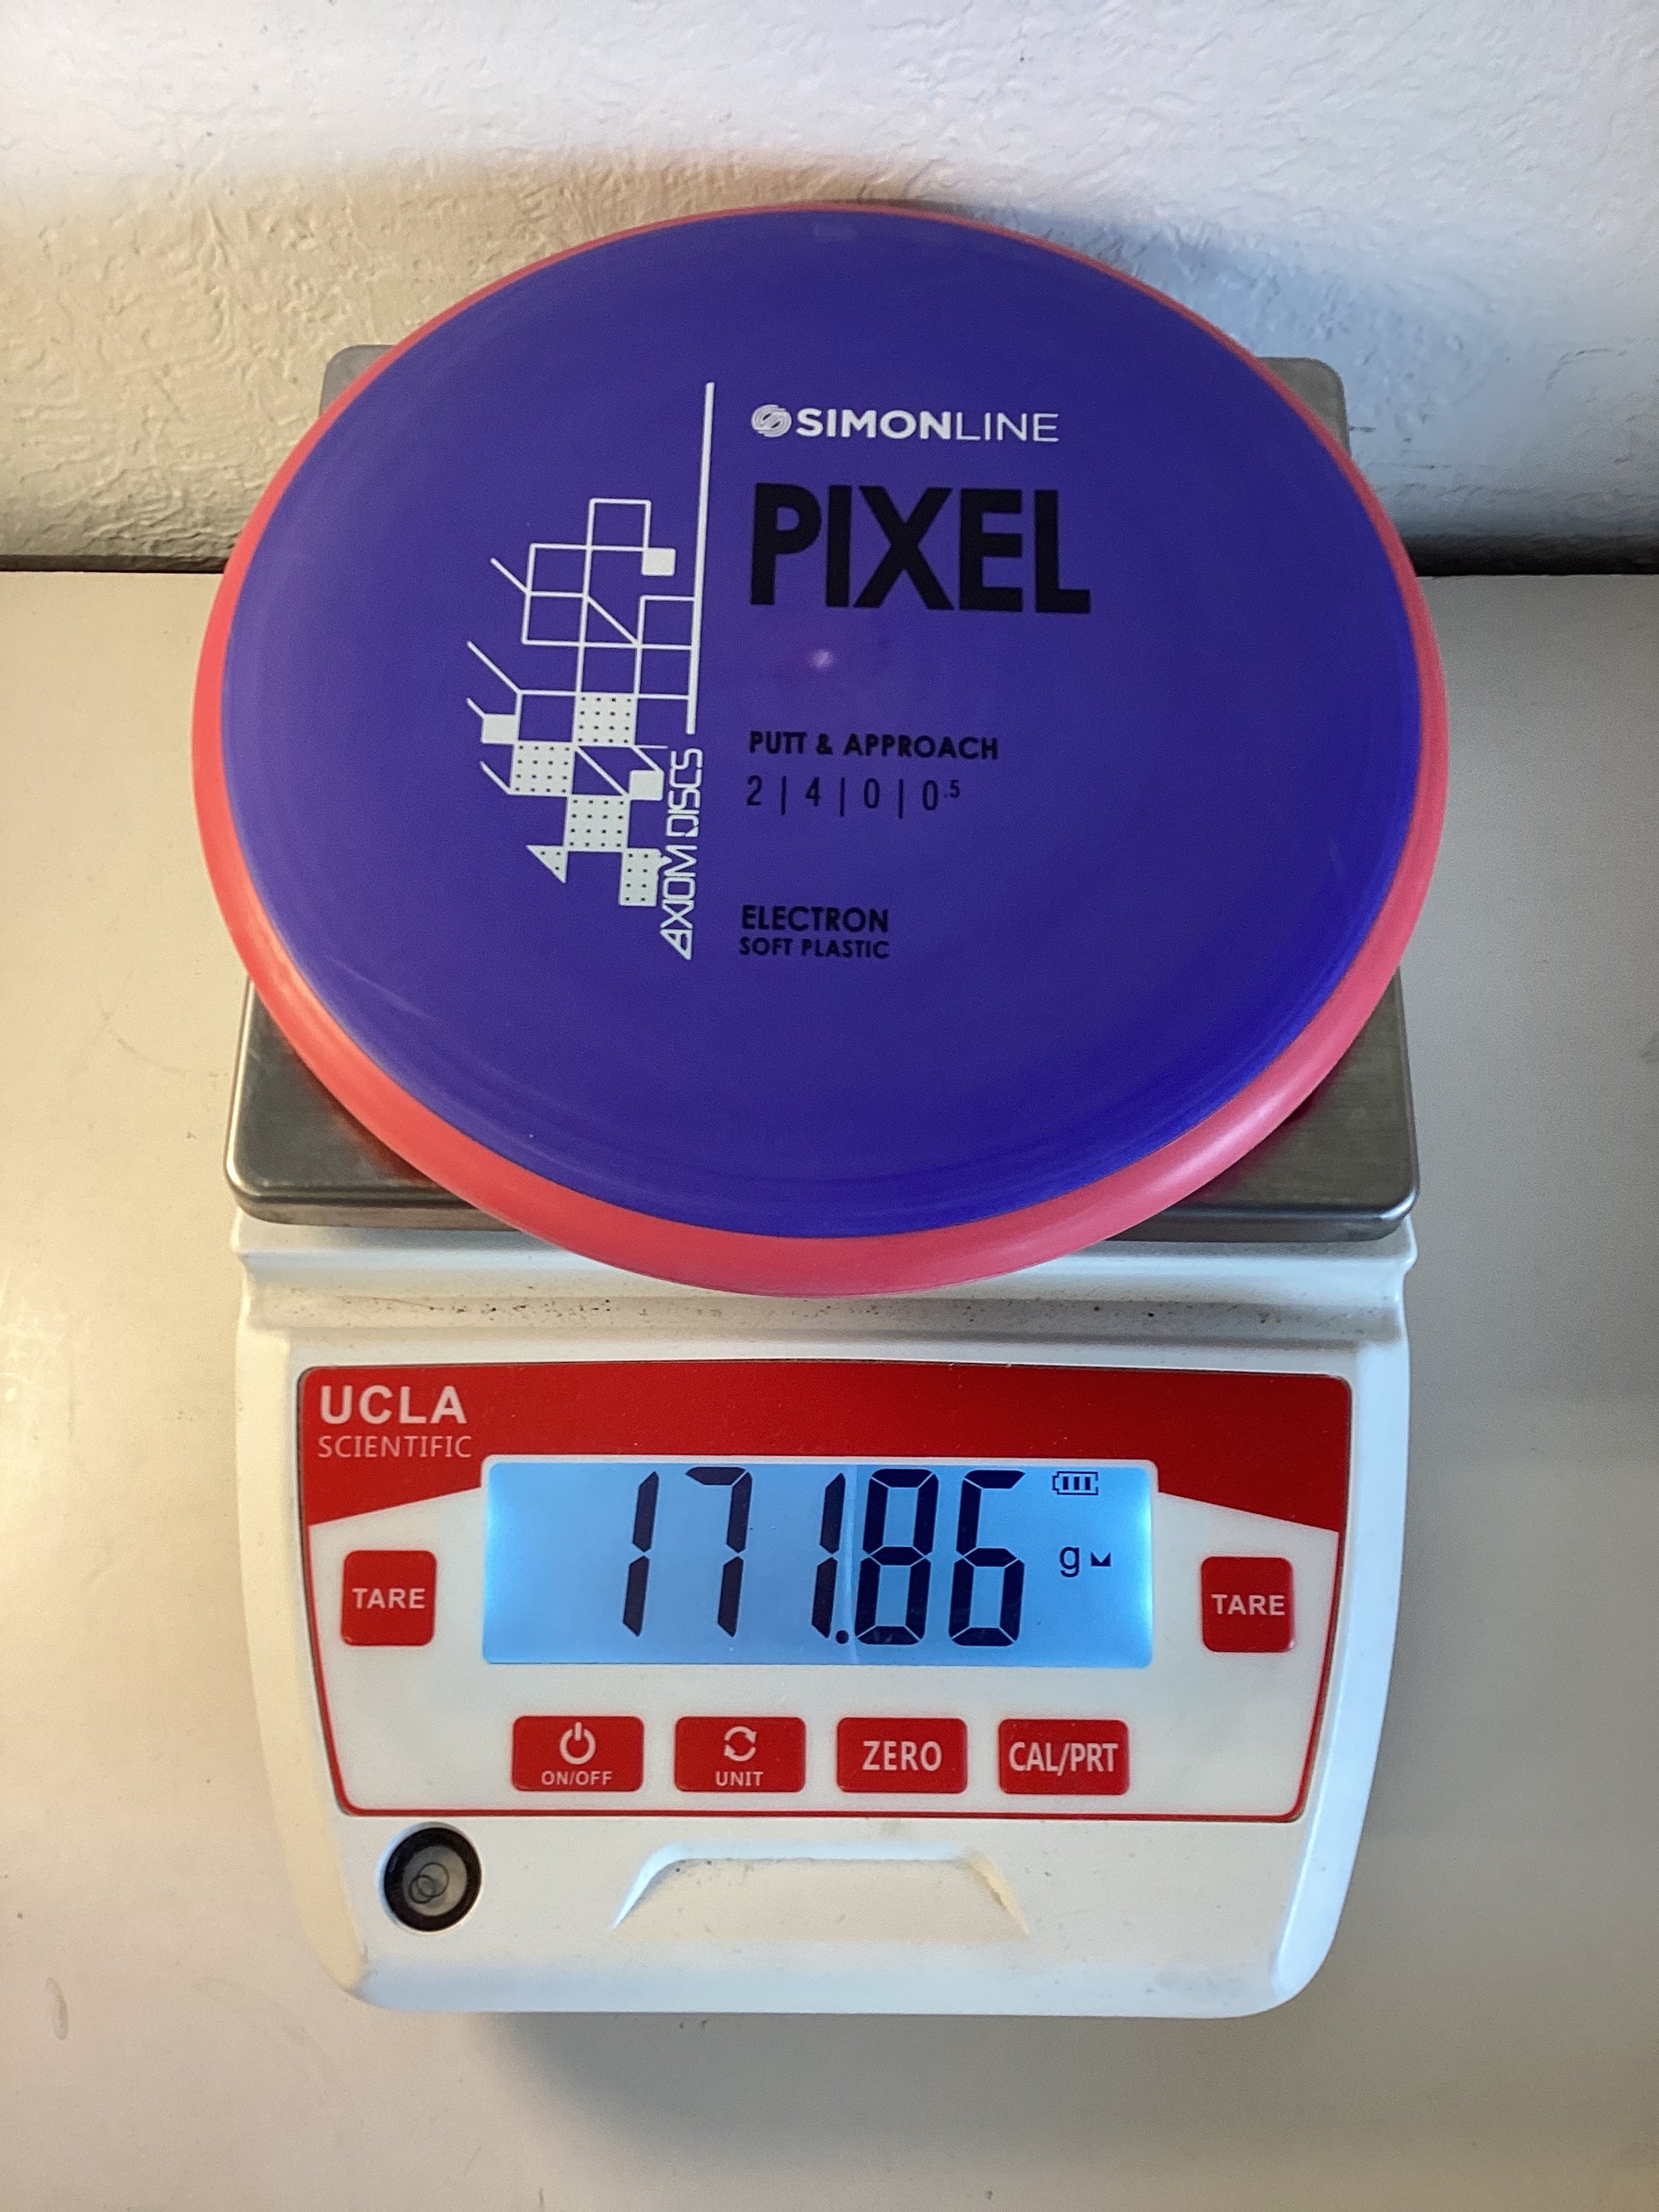 SIMONLINE
PIXEL
PUTT & APPROACH
2 | 4 | 0 | 0.5
ELECTRON
SOFT PLASTIC
AXIOM DISCS
UCLA
SCIENTIFIC
171.86
g
TARE
TARE
ON/OFF
UNIT
ZERO
CAL/PRT